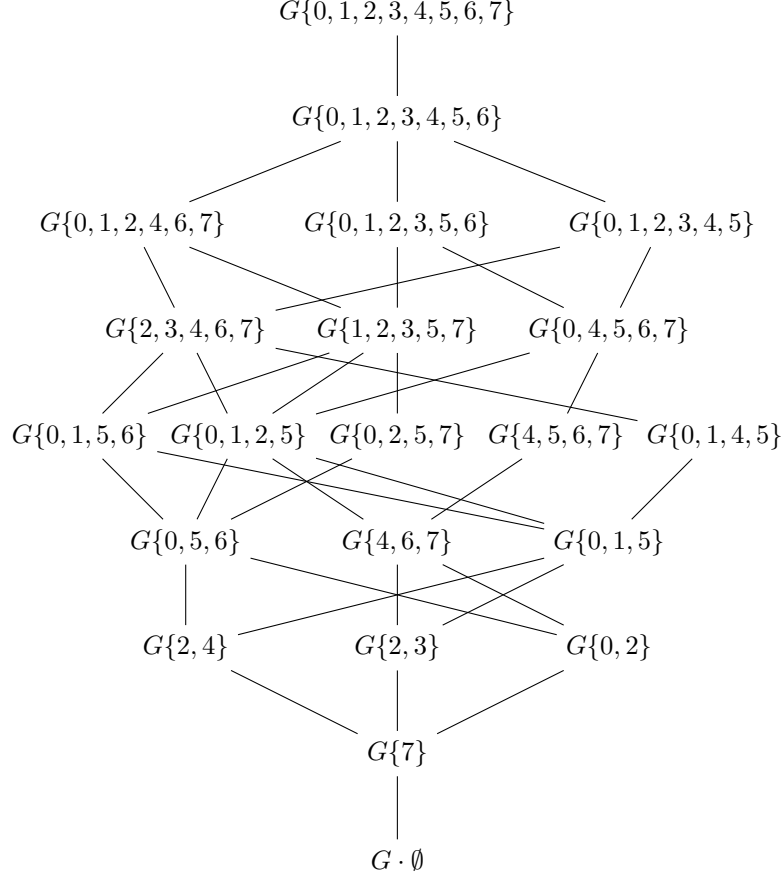 G{0, 1, 2, 3, 4, 5, 6, 7}
G{0, 1, 2, 3, 4, 5, 6}
G{0, 1, 2, 4, 6, 7} G{0, 1, 2, 3, 5, 6} G{0, 1, 2, 3, 4, 5}
G{2, 3, 4, 6, 7} G{1, 2, 3, 5, 7} G{0, 4, 5, 6, 7}
G{0, 1, 5, 6} G{0, 1, 2, 5} G{0, 2, 5, 7} G{4, 5, 6, 7} G{0, 1, 4, 5}
G{0, 5, 6} G{4, 6, 7} G{0, 1, 5}
G{2, 4} G{2, 3} G{0, 2}
G{7}
G · ∅